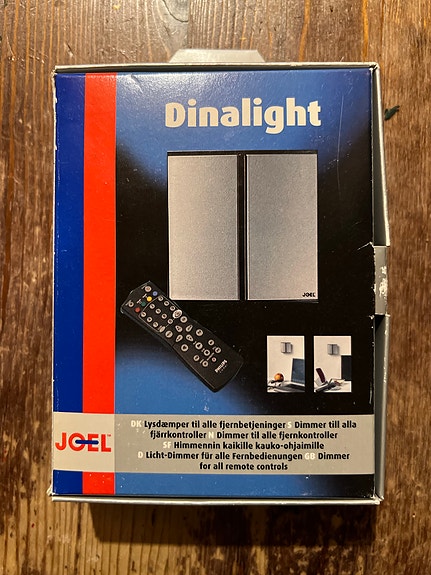 Dinalight
JOEL
PHILIPS
JOEL
DK Lysdæmper til alle fjernbetjeninger S Dimmer till alla
fjärrkontroller N Dimmer til alle fjernkontroller
SF Himmennin kaikille kauko-ohjaimille
D Licht-Dimmer für alle Fernbedienungen GB Dimmer
for all remote controls